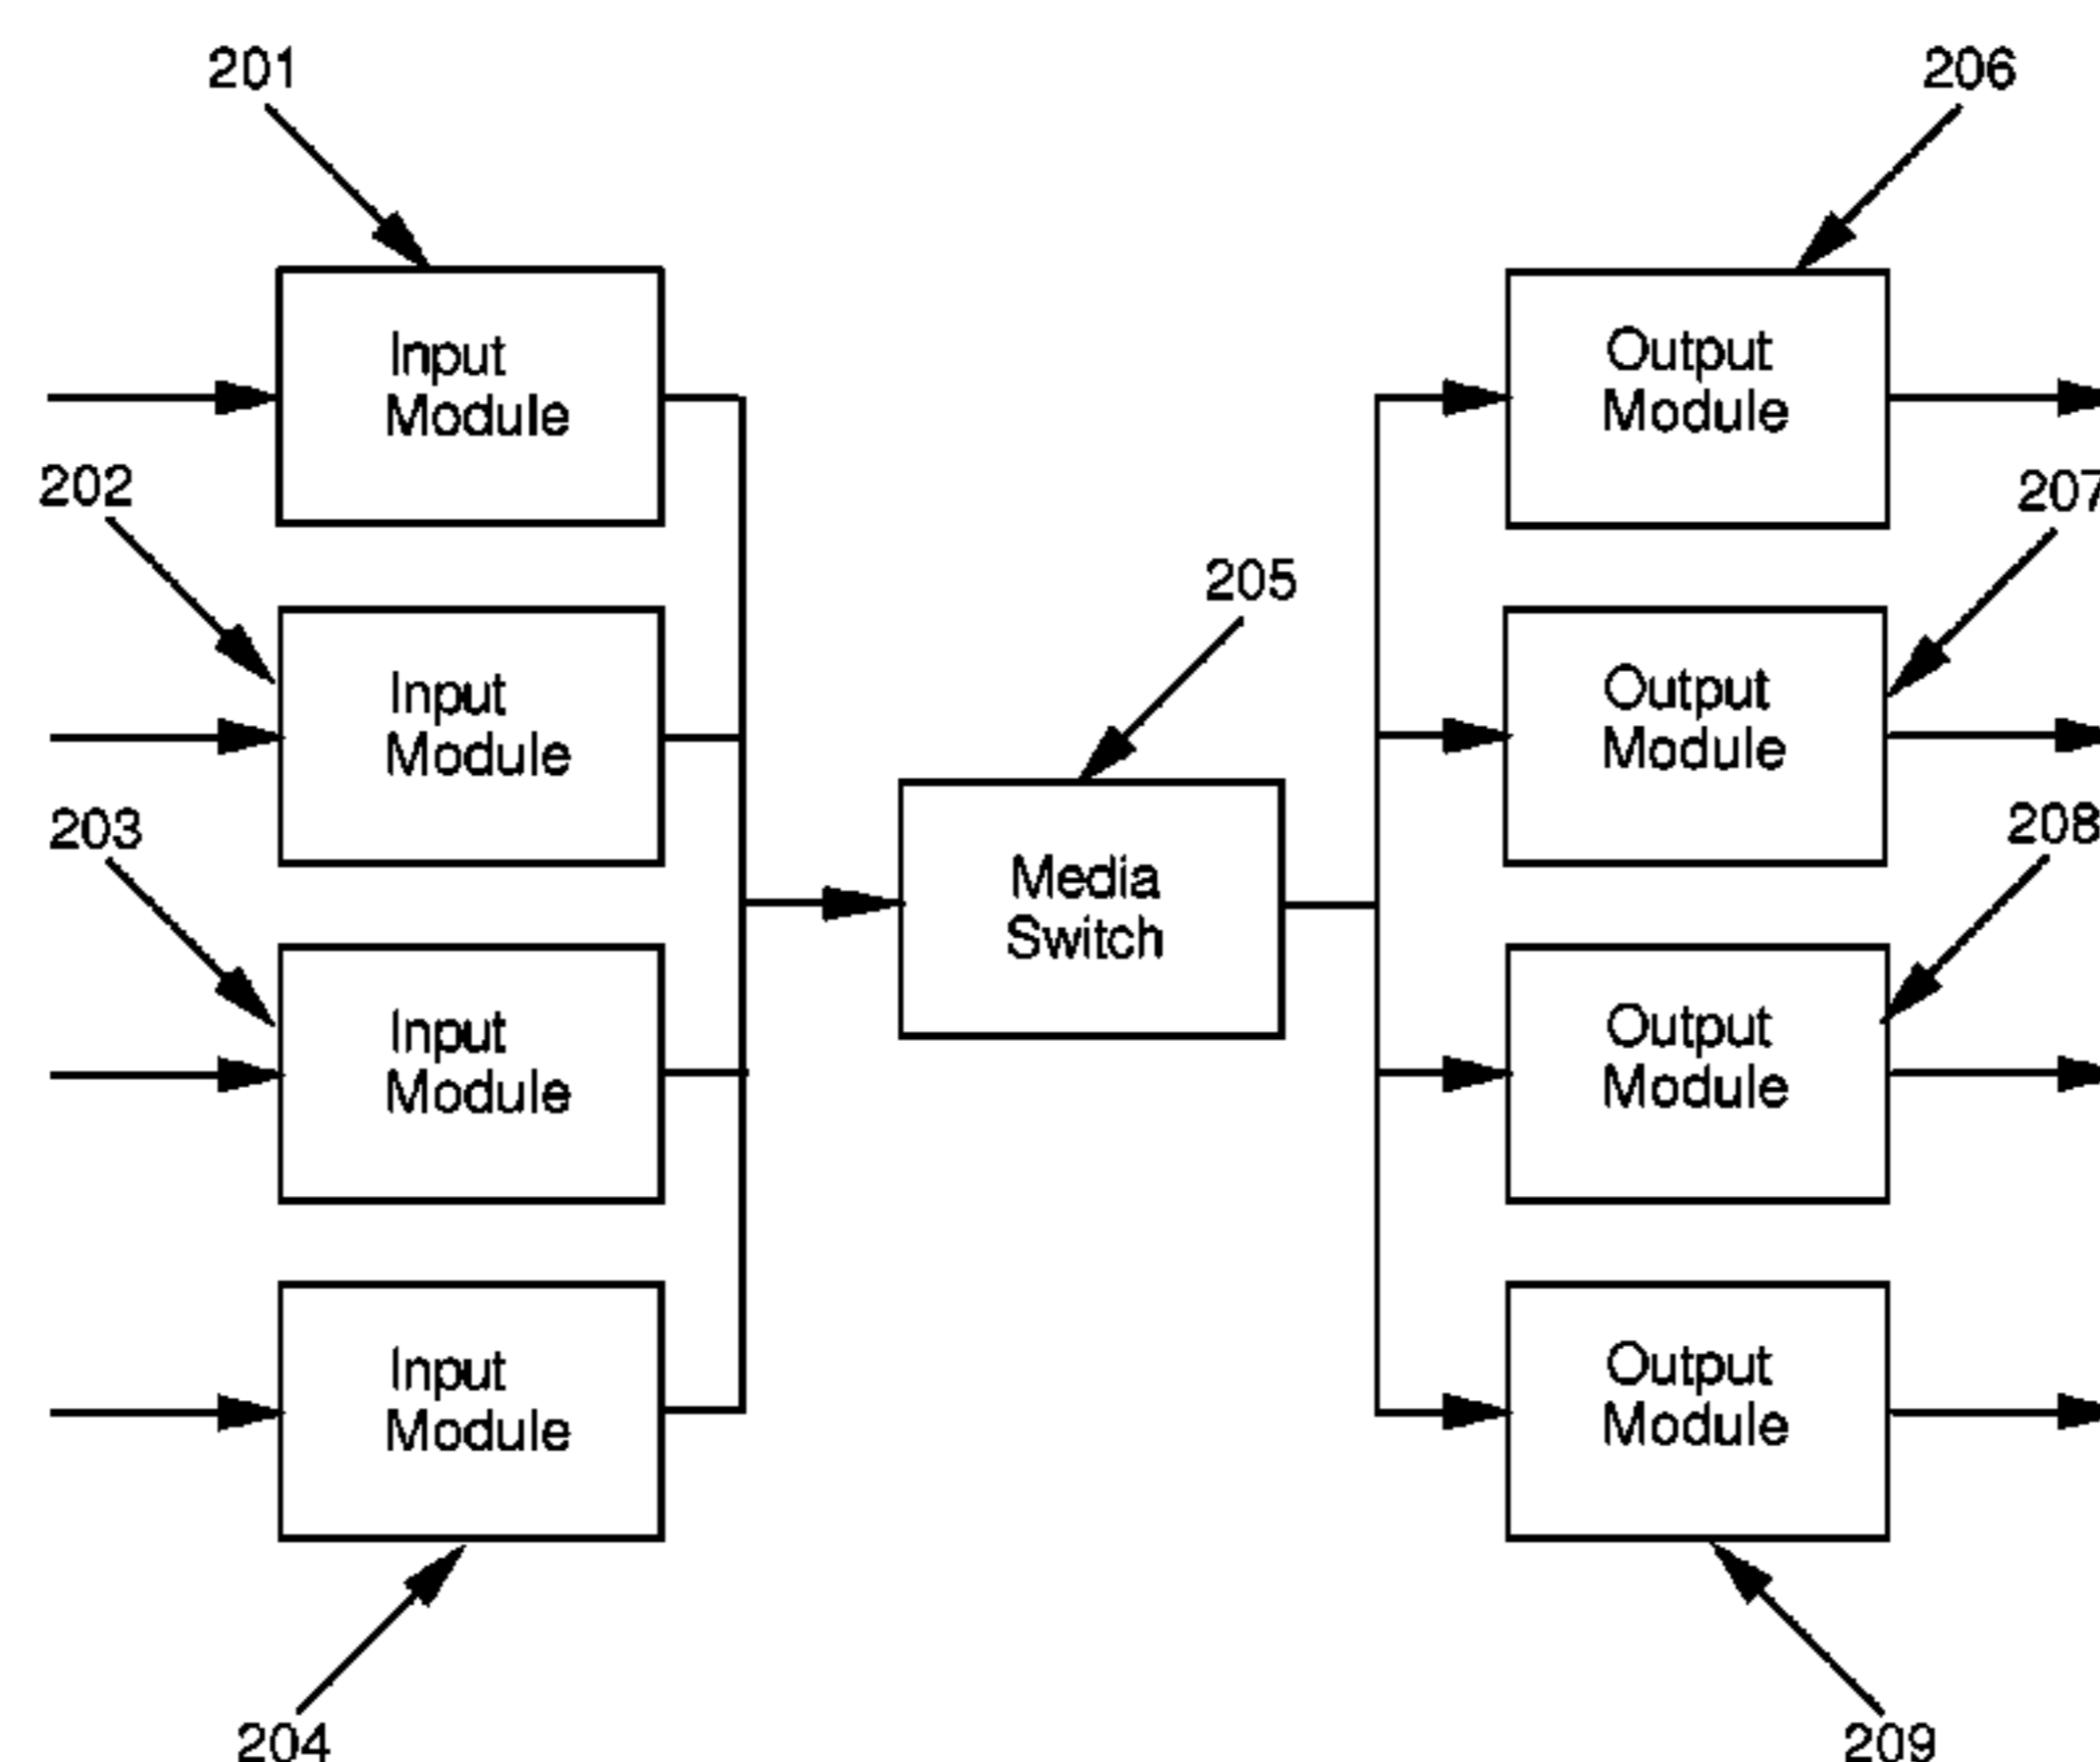 201
206
Input
Module
Output
Module
202
207
205
Input
Module
Output
Module
203
208
Media
Switch
Input
Module
Output
Module
Input
Module
Output
Module
204
209